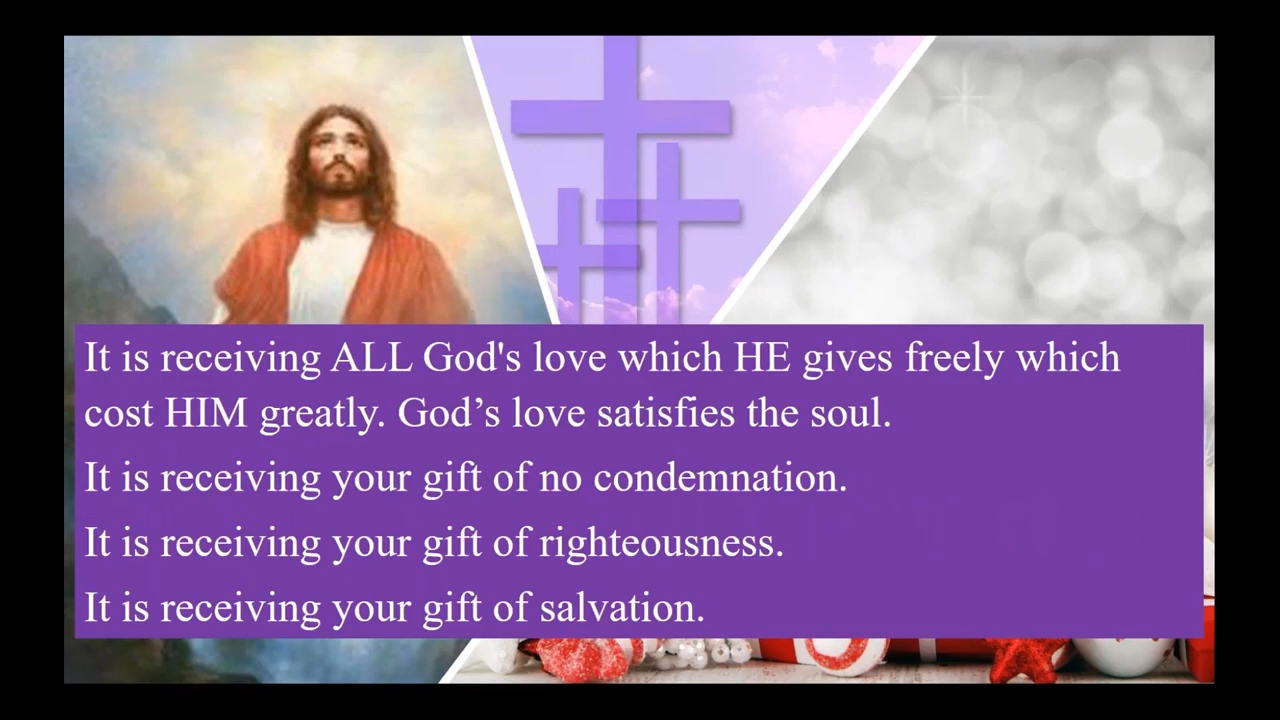 It is receiving ALL God's love which HE gives freely which
cost HIM greatly. God’s love satisfies the soul.
It is receiving your gift of no condemnation.
It is receiving your gift of righteousness.
It is receiving your gift of salvation.